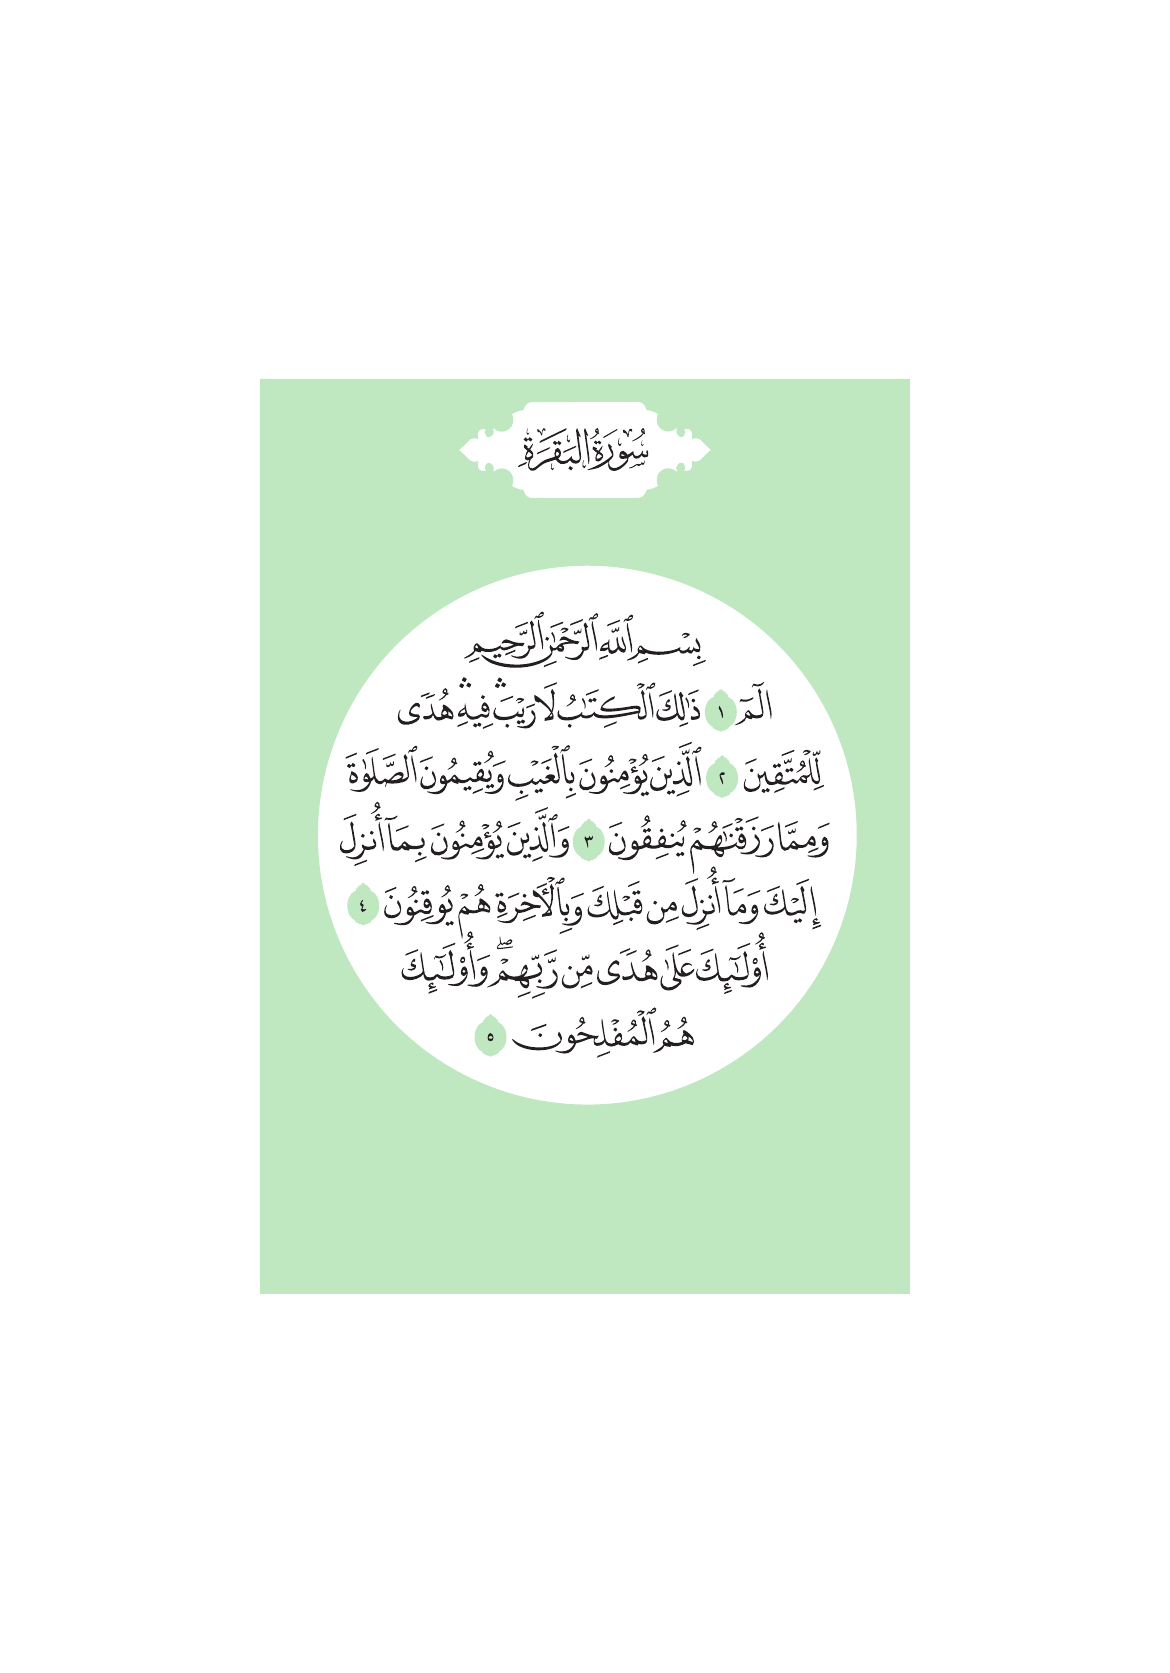 سُورَةُ البَقَرَةِ
بِسْمِ ٱللَّهِ ٱلرَّحْمَٰنِ ٱلرَّحِيمِ
الٓمٓ ١ ذَٰلِكَ ٱلْكِتَٰبُ لَا رَيْبَۛ فِيهِۛ هُدًى
لِّلْمُتَّقِينَ ٢ ٱلَّذِينَ يُؤْمِنُونَ بِٱلْغَيْبِ وَيُقِيمُونَ ٱلصَّلَوٰةَ
وَمِمَّا رَزَقْنَٰهُمْ يُنفِقُونَ ٣ وَٱلَّذِينَ يُؤْمِنُونَ بِمَآ أُنزِلَ
إِلَيْكَ وَمَآ أُنزِلَ مِن قَبْلِكَ وَبِٱلْءَاخِرَةِ هُمْ يُوقِنُونَ ٤
أُوْلَٰٓئِكَ عَلَىٰ هُدًى مِّن رَّبِّهِمْۖ وَأُوْلَٰٓئِكَ
هُمُ ٱلْمُفْلِحُونَ ٥